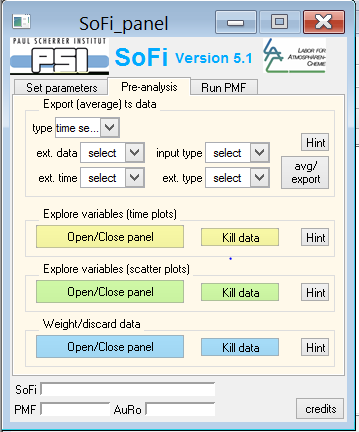 SoFi_panel
PAUL SCHERRER INSTITUT
PSI
SoFi Version 5.1
LABOR FÜR
ATMOSPHÄREN-
CHEMIE
LAC
Set parameters Pre-analysis Run PMF
Export (average) ts data
type time se...
Hint
ext. data select input type select
avg/
export
ext. time select ext. type select
Explore variables (time plots)
Open/Close panel Kill data Hint
Explore variables (scatter plots)
Open/Close panel Kill data Hint
Weight/discard data
Open/Close panel Kill data Hint
SoFi
PMF AuRo credits